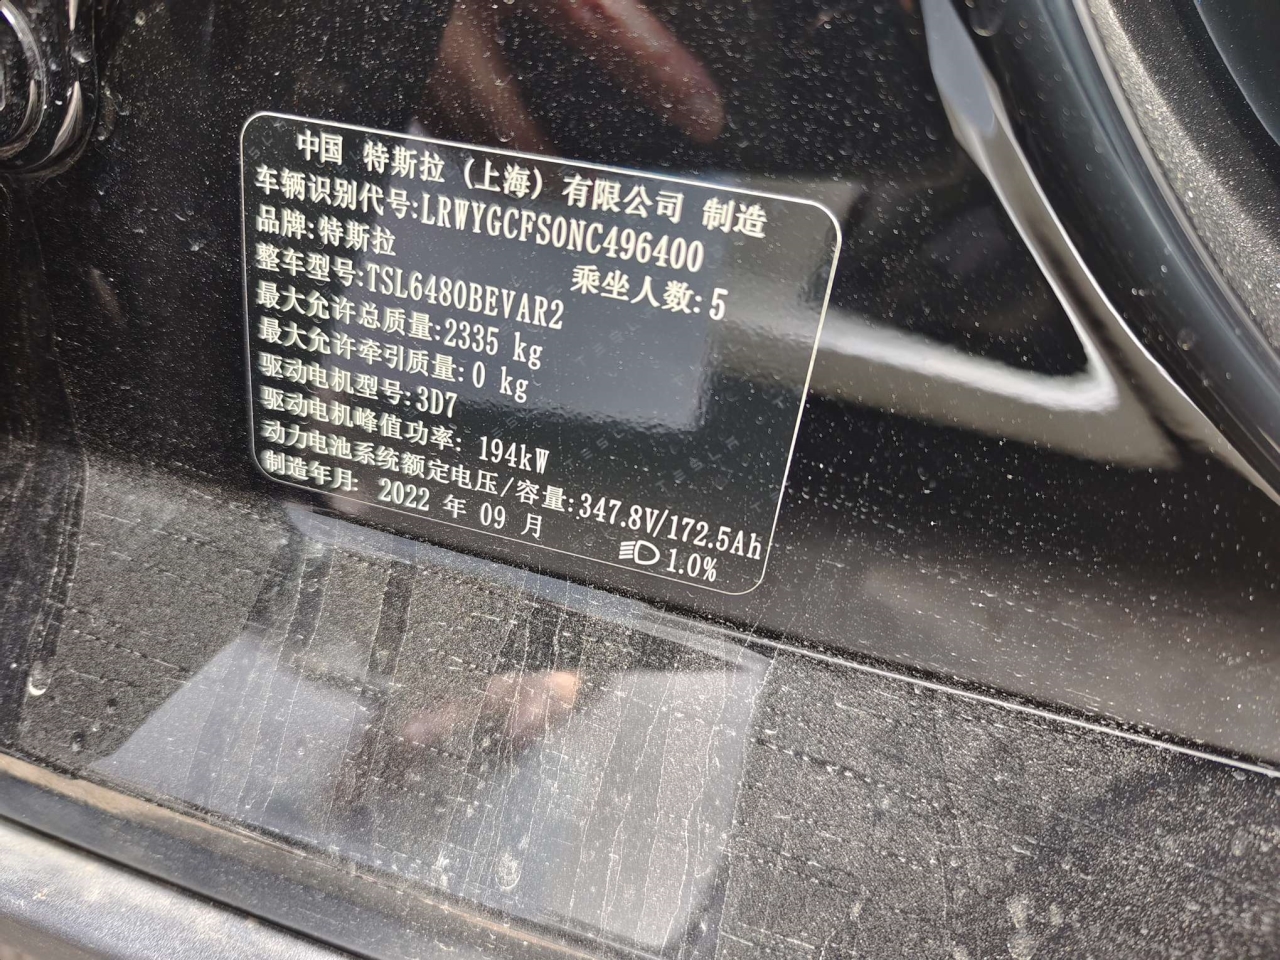 中国 特斯拉 (上海) 有限公司 制造
车辆识别代号:LRWYGCFS0NC496400
品牌:特斯拉 乘坐人数:5
整车型号:TSL6480BEVAR2
最大允许总质量:2335 kg
最大允许牵引质量:0 kg
驱动电机型号:3D7
驱动电机峰值功率: 194kW
动力电池系统额定电压/容量:347.8V/172.5Ah
制造年月: 2022 年 09 月
1.0%